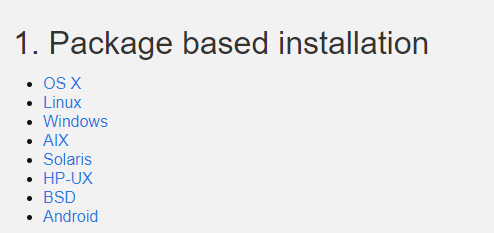 1. Package based installation
OS X
Linux
Windows
AIX
Solaris
HP-UX
BSD
Android